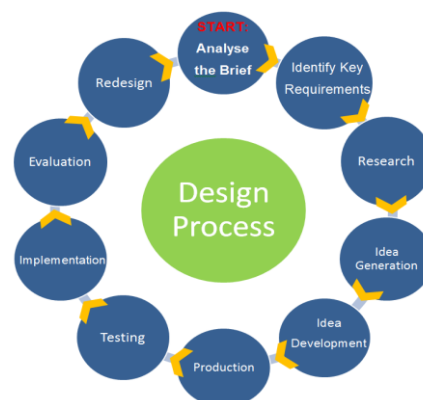 START:
Analyse
the Brief
Identify Key
Requirements
Research
Idea
Generation
Idea
Development
Production
Testing
Implementation
Evaluation
Redesign
Design
Process